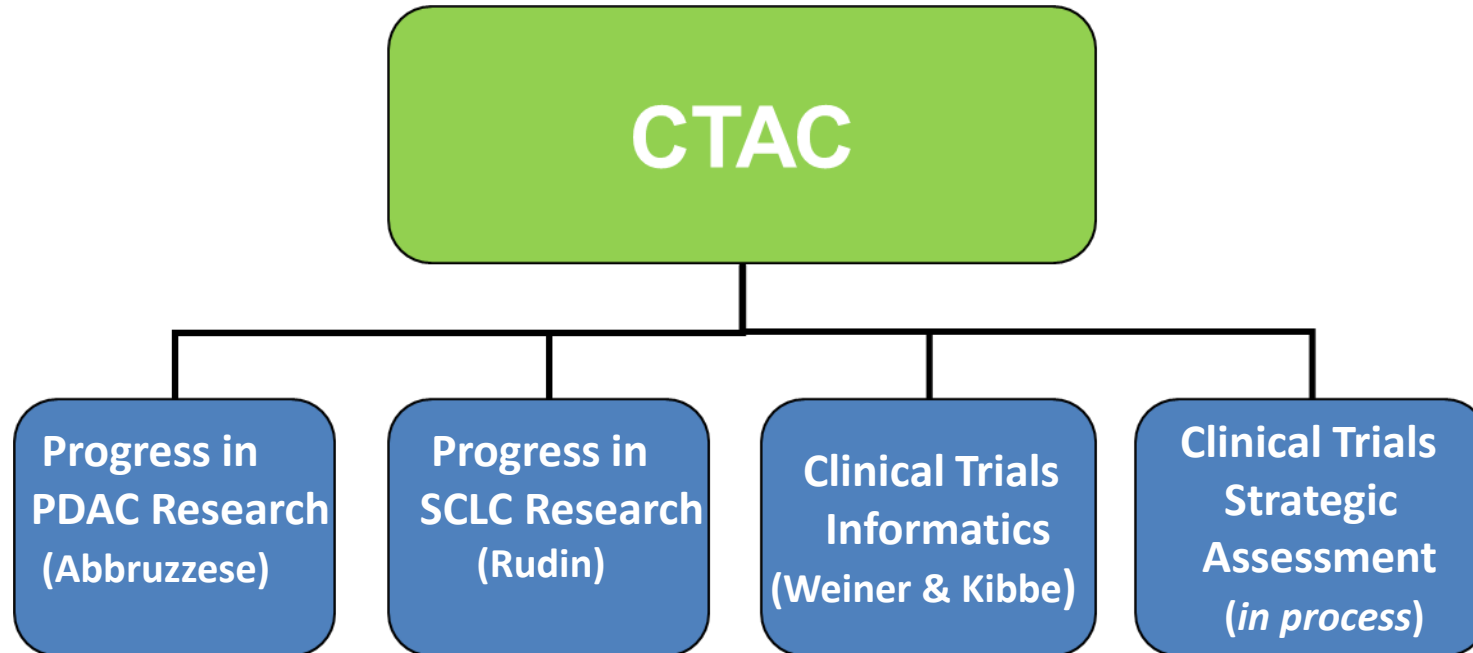 CTAC
Progress in
PDAC Research
(Abbruzzese)
Progress in
SCLC Research
(Rudin)
Clinical Trials
Informatics
(Weiner & Kibbe)
Clinical Trials
Strategic
Assessment
(in process)